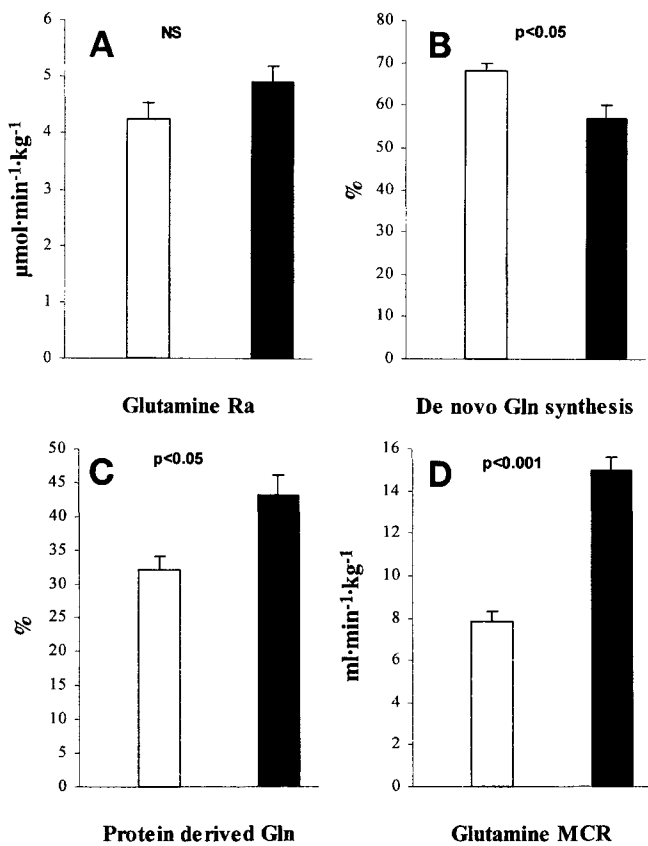 A
NS
6
5
4
3
2
1
0
µmol·min⁻¹·kg⁻¹
Glutamine Ra
B
p<0.05
80
70
60
50
40
30
20
10
0
%
De novo Gln synthesis
C
p<0.05
50
45
40
35
30
25
20
15
10
5
0
%
Protein derived Gln
D
p<0.001
16
14
12
10
8
6
4
2
0
ml·min⁻¹·kg⁻¹
Glutamine MCR